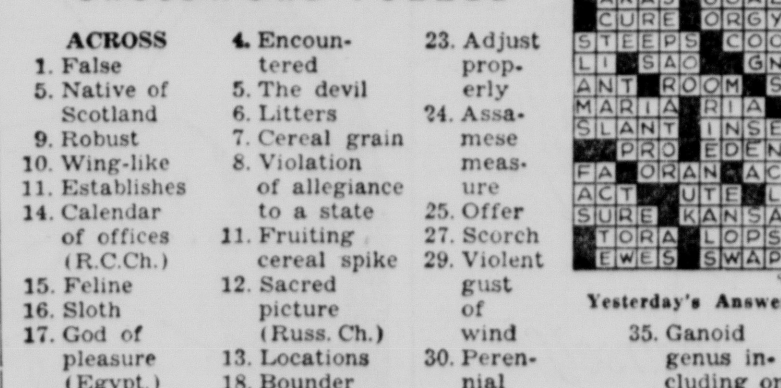 ACROSS
1. False
5. Native of
Scotland
9. Robust
10. Wing-like
11. Establishes
14. Calendar
of offices
(R.C.Ch.)
15. Feline
16. Sloth
17. God of
pleasure
(Egypt.)
4. Encoun-
tered
5. The devil
6. Litters
7. Cereal grain
8. Violation
of allegiance
to a state
11. Fruiting
cereal spike
12. Sacred
picture
(Russ. Ch.)
13. Locations
18. Bounder
23. Adjust
prop-
erly
24. Assa-
mese
meas-
ure
25. Offer
27. Scorch
29. Violent
gust
of
wind
30. Peren-
nial
CURE ORGY
STEEPS COO
LI SAO GN
ANT ROOM S
MARIA RIA
SLANT INSE
PRO EDEN
FA ORAN AC
ACT UTE L
SURE KANSA
TORA LOPS
EWES SWAP
Yesterday's Answe
35. Ganoid
genus in-
cluding